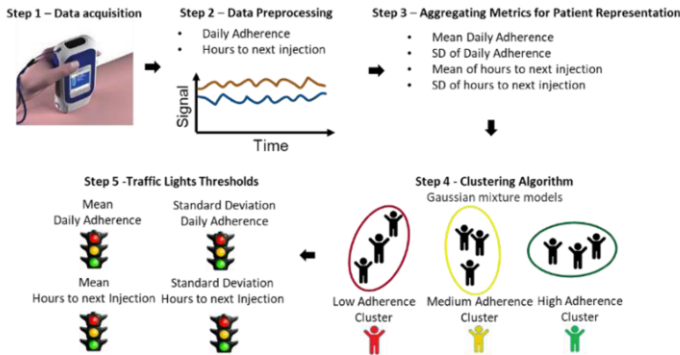 Step 1 – Data acquisition
Step 2 – Data Preprocessing
• Daily Adherence
• Hours to next injection
Signal
Time
Step 3 – Aggregating Metrics for Patient Representation
• Mean Daily Adherence
• SD of Daily Adherence
• Mean of hours to next injection
• SD of hours to next injection
Step 4 - Clustering Algorithm
Gaussian mixture models
Low Adherence
Cluster
Medium Adherence
Cluster
High Adherence
Cluster
Step 5 -Traffic Lights Thresholds
Mean
Daily Adherence
Standard Deviation
Daily Adherence
Mean
Hours to next Injection
Standard Deviation
Hours to next Injection